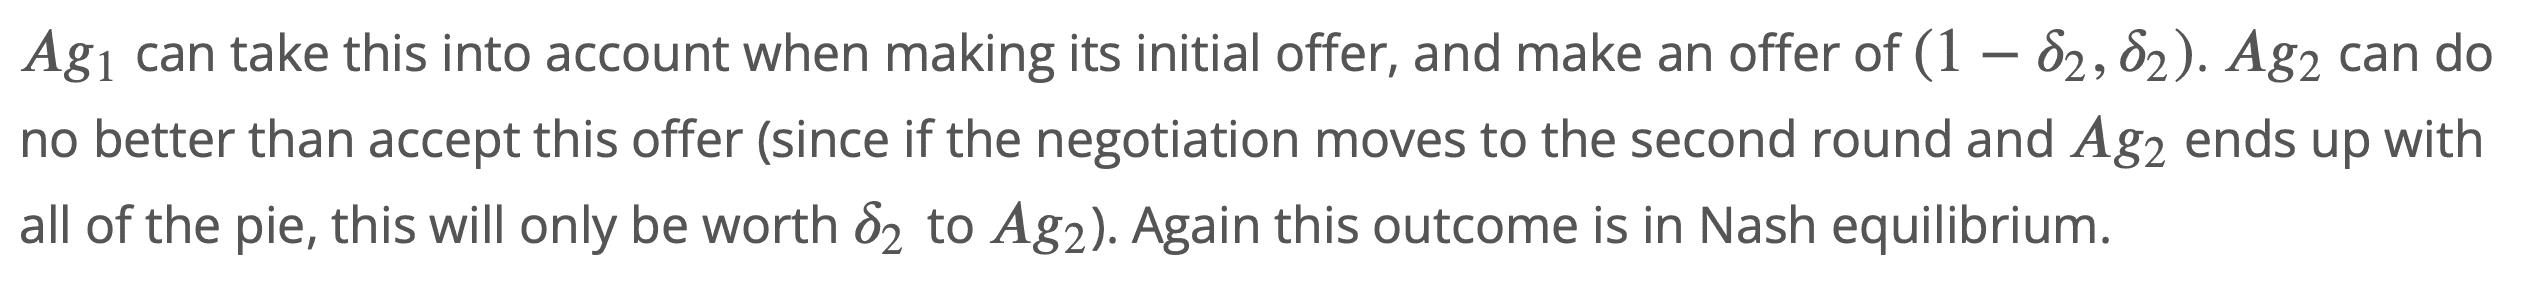 Ag₁ can take this into account when making its initial offer, and make an offer of (1 − δ₂, δ₂). Ag₂ can do
no better than accept this offer (since if the negotiation moves to the second round and Ag₂ ends up with
all of the pie, this will only be worth δ₂ to Ag₂). Again this outcome is in Nash equilibrium.